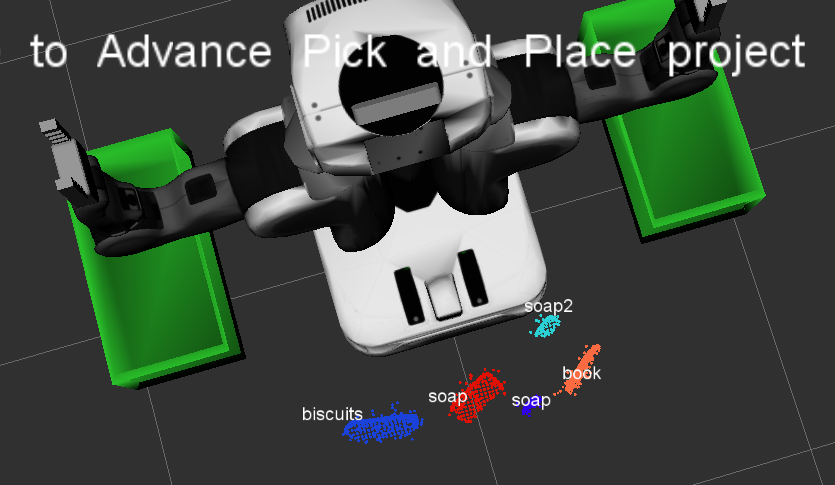 to Advance Pick and Place project
soap2
book
soap
soap
biscuits